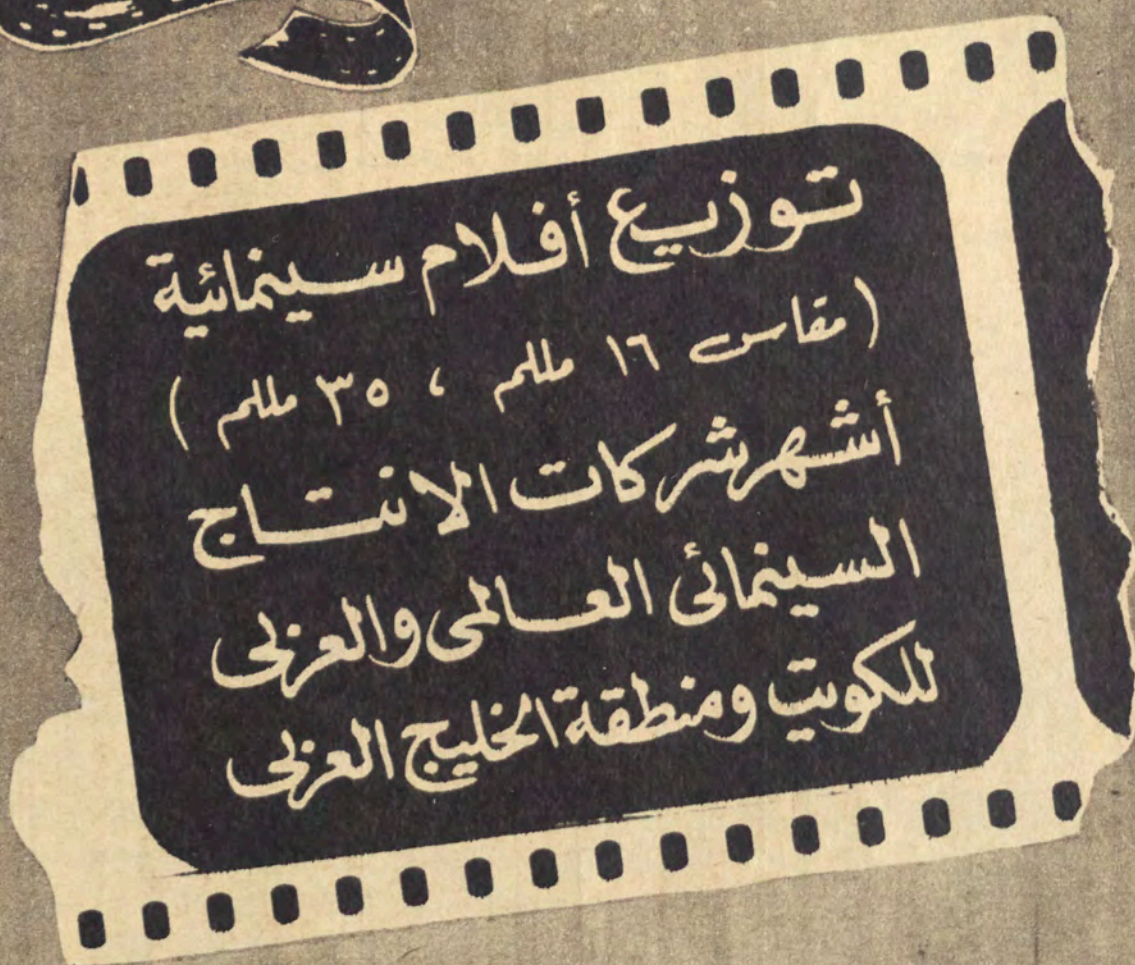 توزيع أفلام سينمائية
(مقاس ١٦ مللم ، ٣٥ مللم)
أشهر شركات الانتاج
السينمائى العالمى والعربى
للكويت ومنطقة الخليج العربى